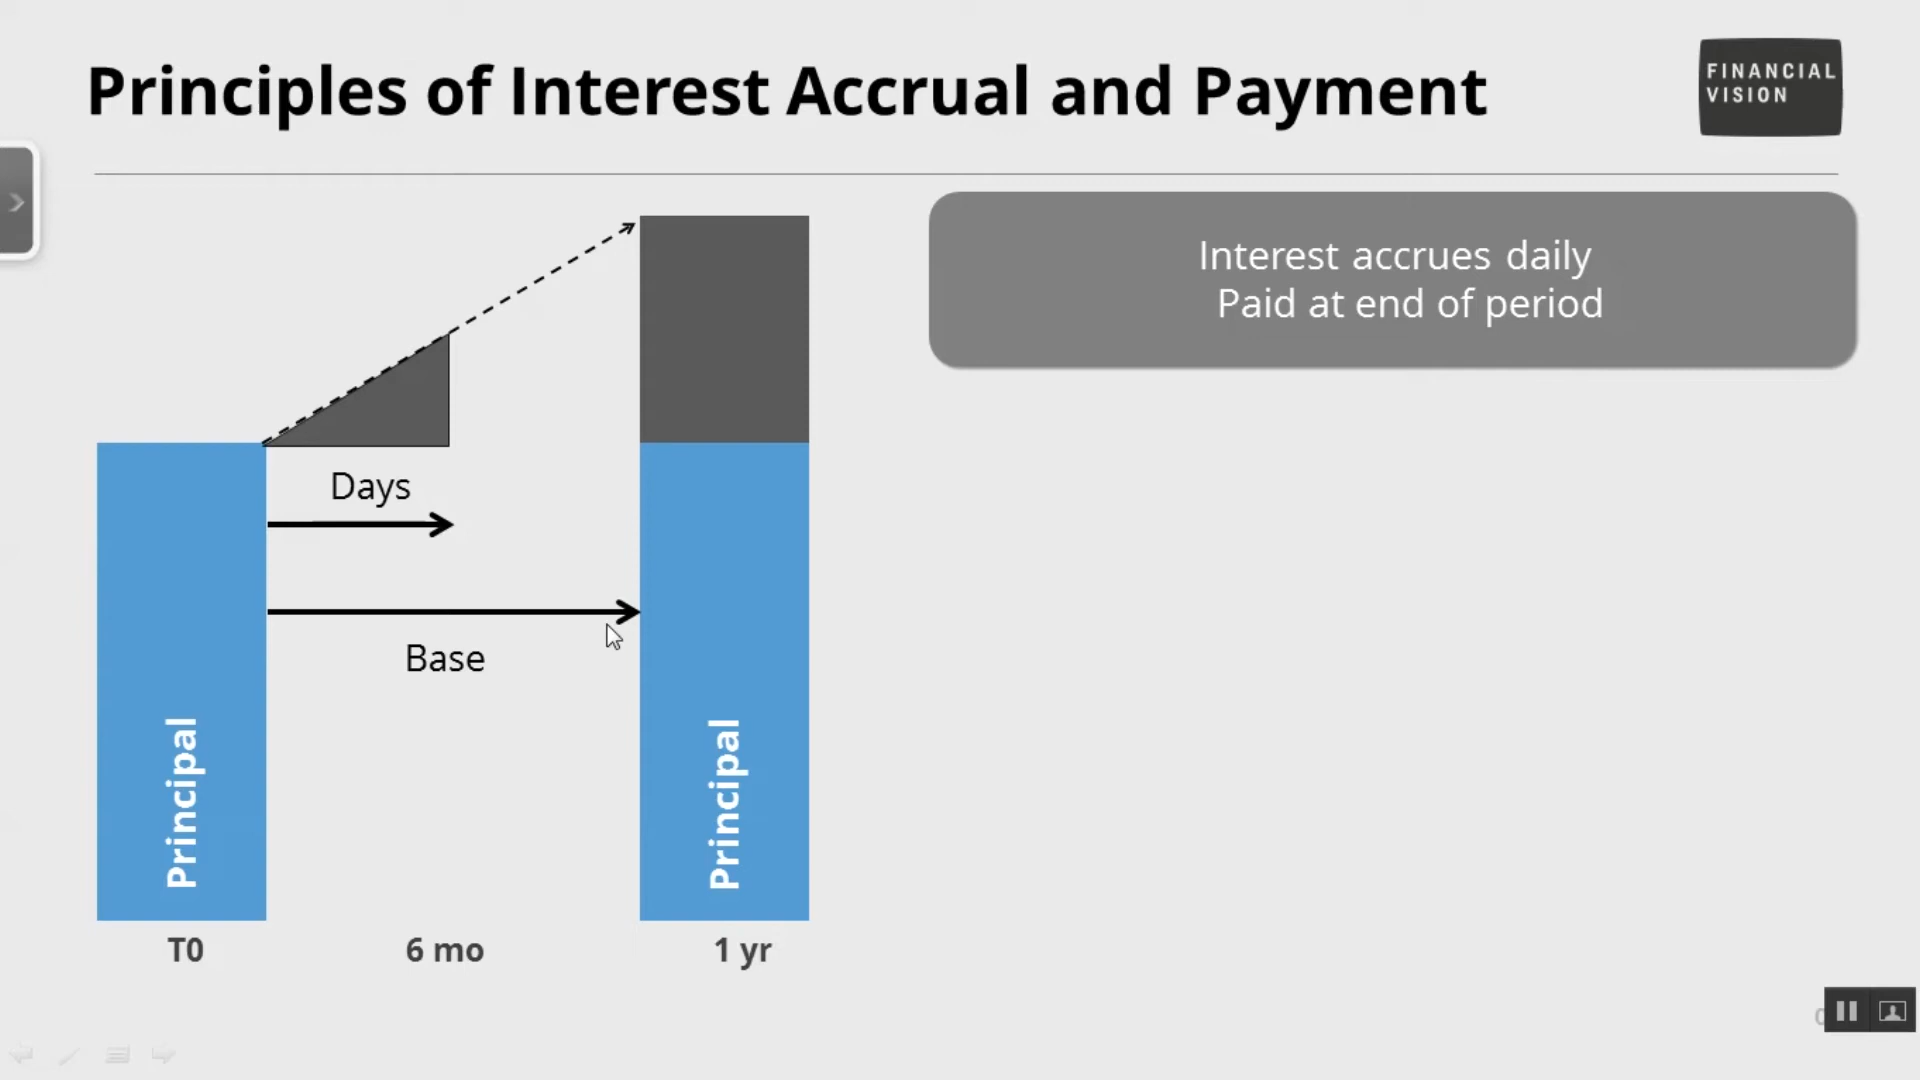 Principles of Interest Accrual and Payment
FINANCIAL
VISION
Interest accrues daily
Paid at end of period
Days
Base
Principal
Principal
T0
6 mo
1 yr